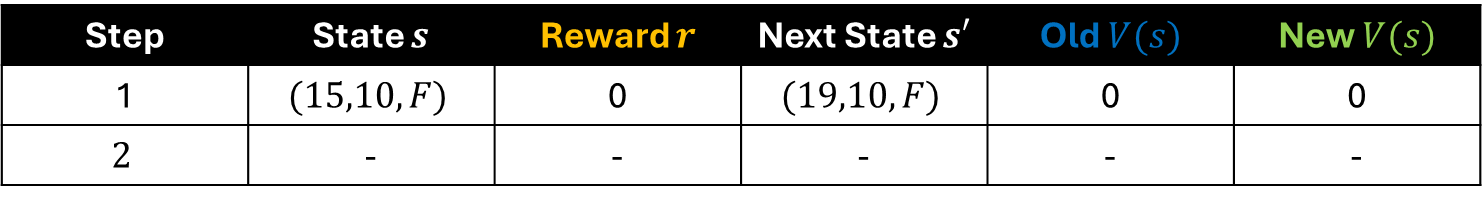 Step State s Reward r Next State s′ Old V(s) New V(s)
1 (15,10,F) 0 (19,10,F) 0 0
2 - - - - -